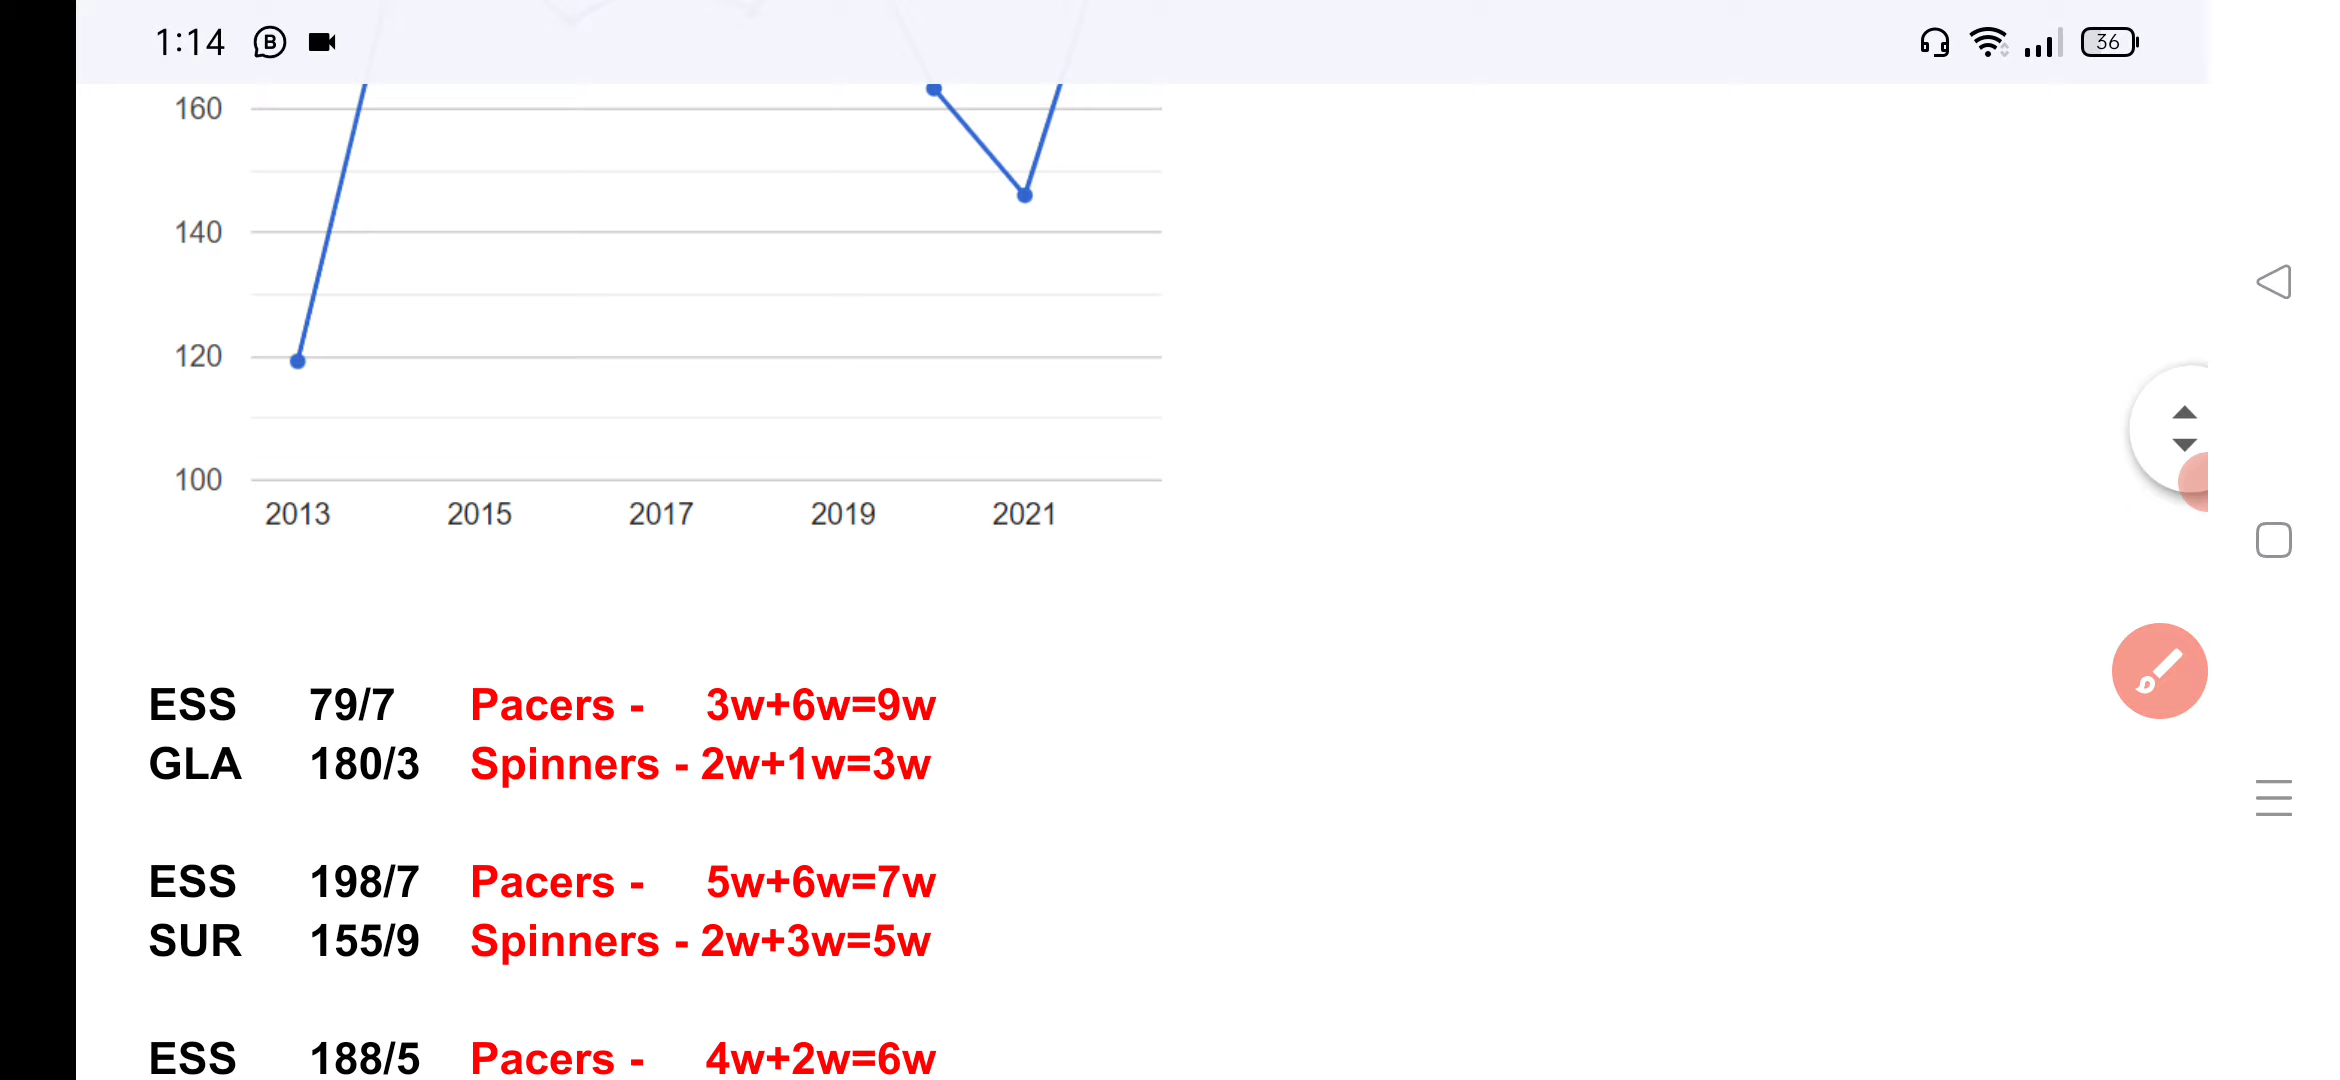 1:14 B 36
160
140
120
100
2013 2015 2017 2019 2021
ESS 79/7 Pacers - 3w+6w=9w
GLA 180/3 Spinners - 2w+1w=3w
ESS 198/7 Pacers - 5w+6w=7w
SUR 155/9 Spinners - 2w+3w=5w
ESS 188/5 Pacers - 4w+2w=6w